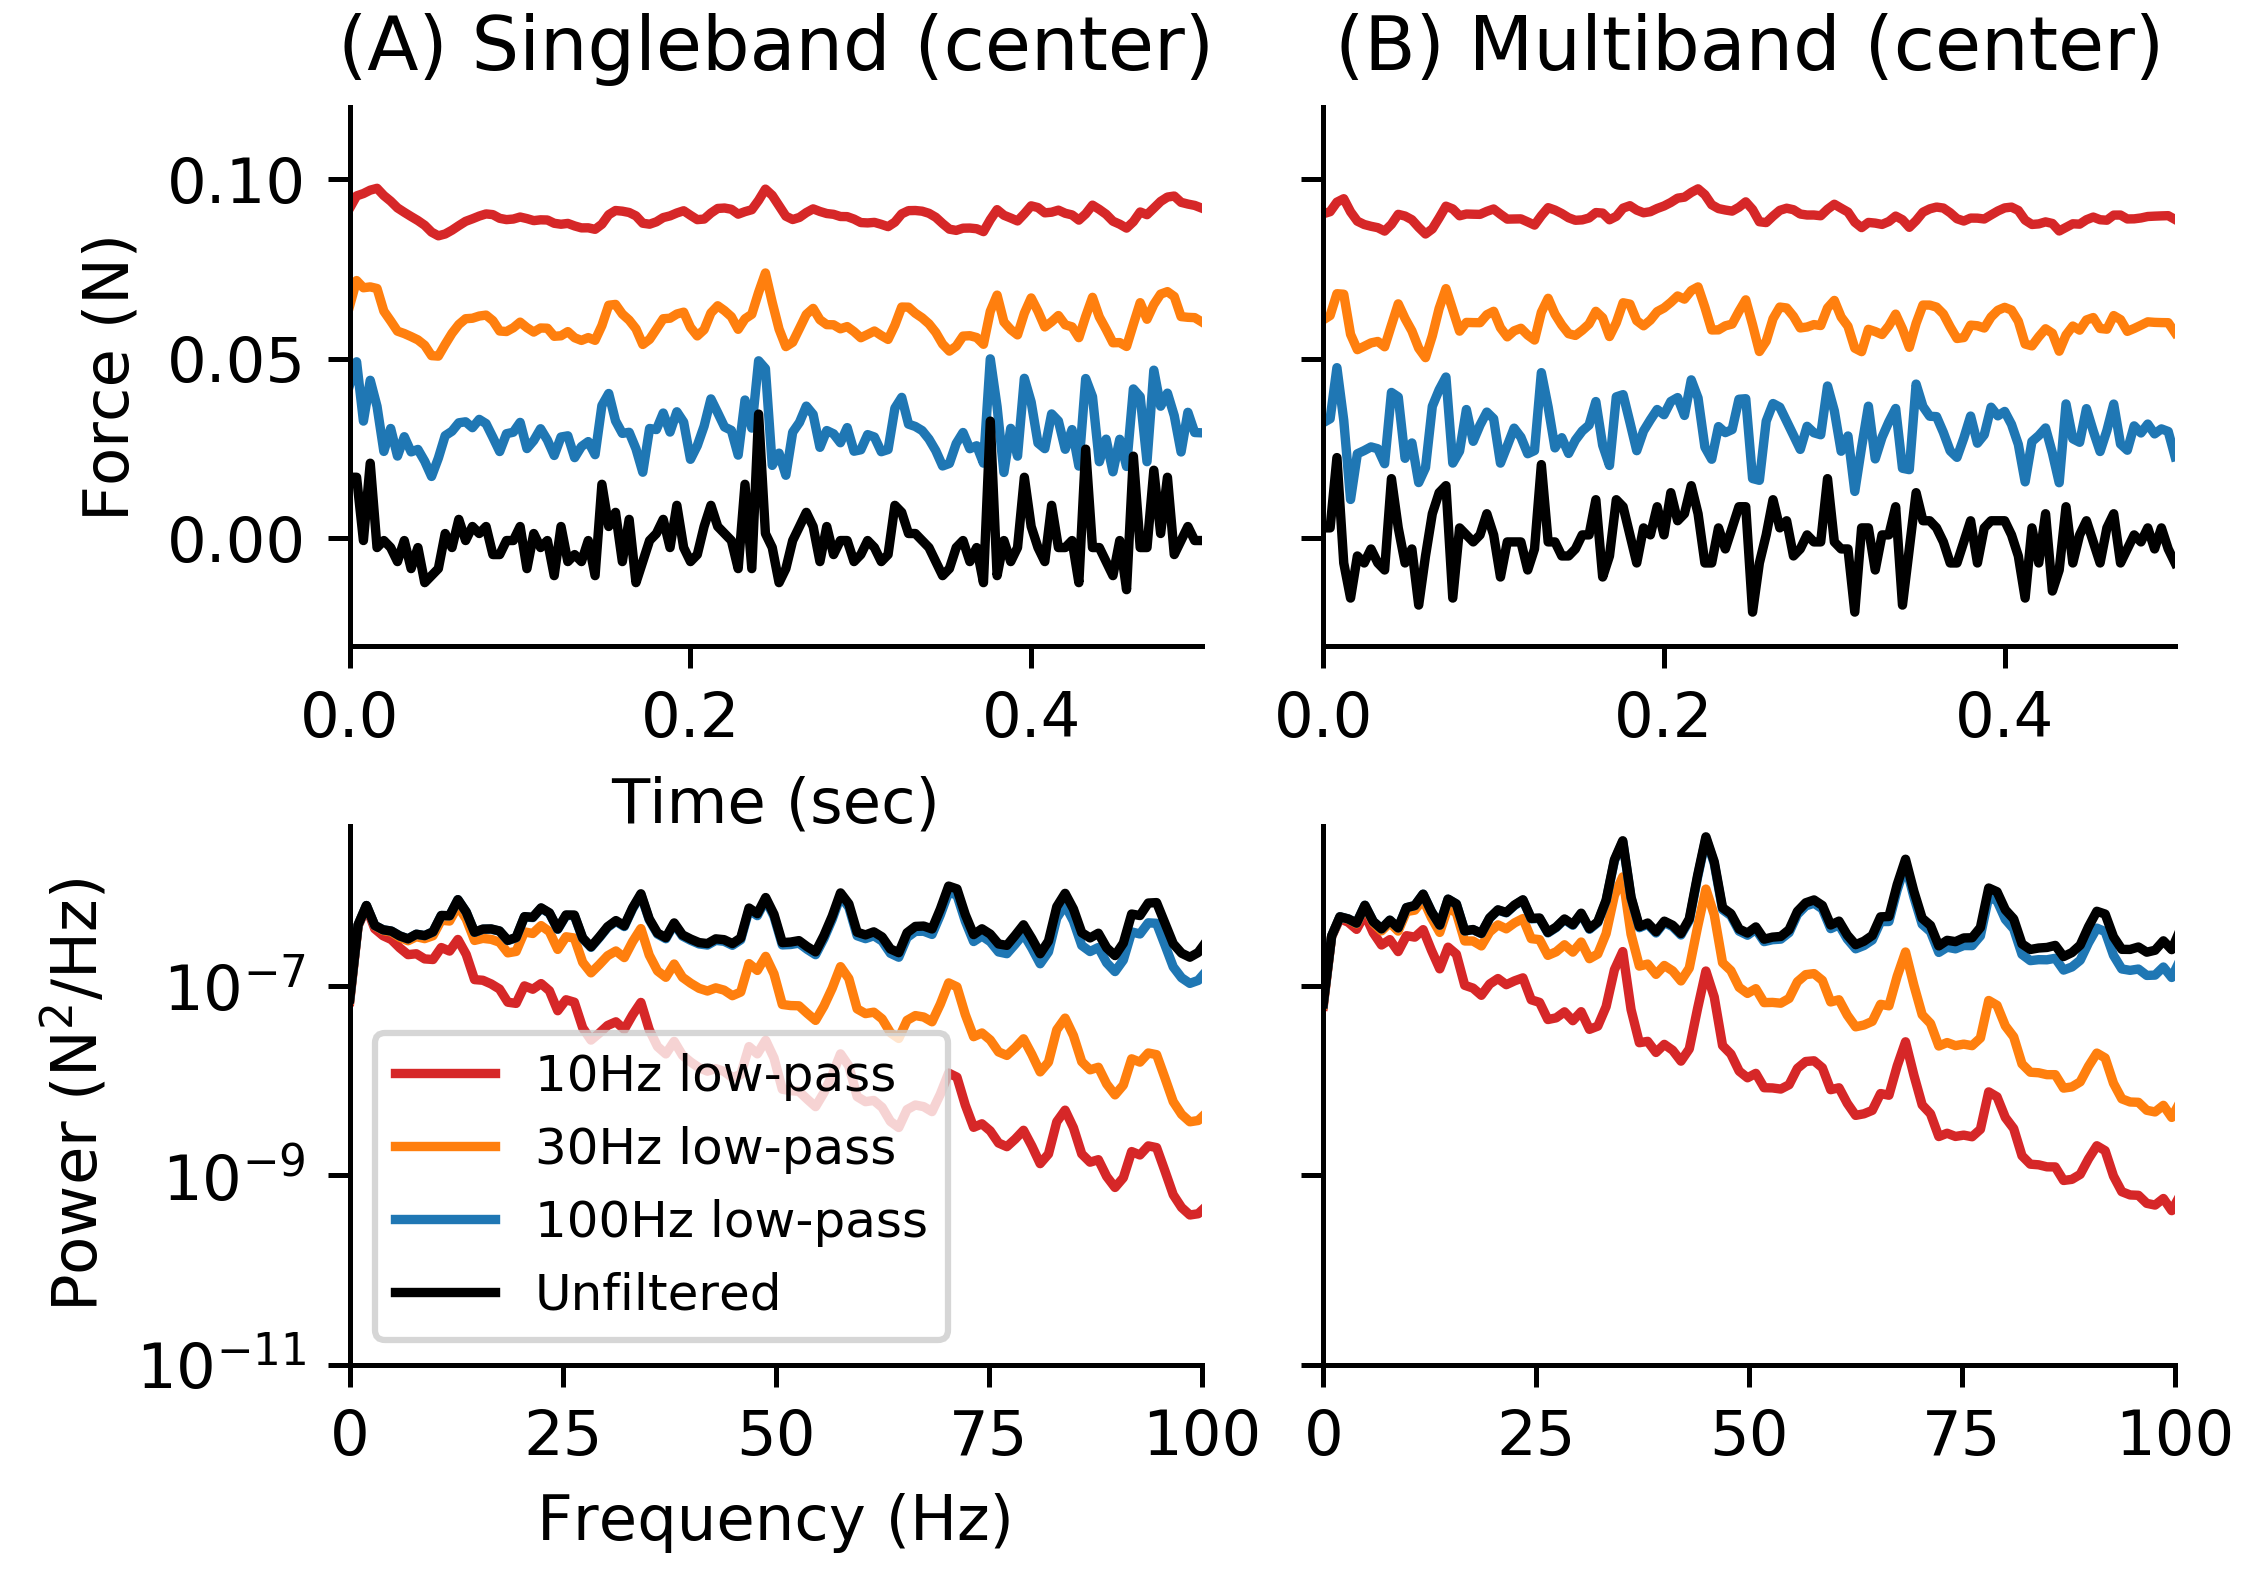 (A) Singleband (center)
(B) Multiband (center)
Force (N)
0.10
0.05
0.00
0.0
0.2
0.4
0.0
0.2
0.4
Time (sec)
Power (N²/Hz)
10⁻⁷
10⁻⁹
10⁻¹¹
10Hz low-pass
30Hz low-pass
100Hz low-pass
Unfiltered
0
25
50
75
100
0
25
50
75
100
Frequency (Hz)